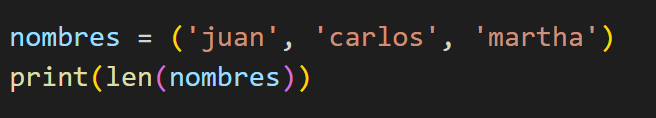 nombres = ('juan', 'carlos', 'martha')
print(len(nombres))